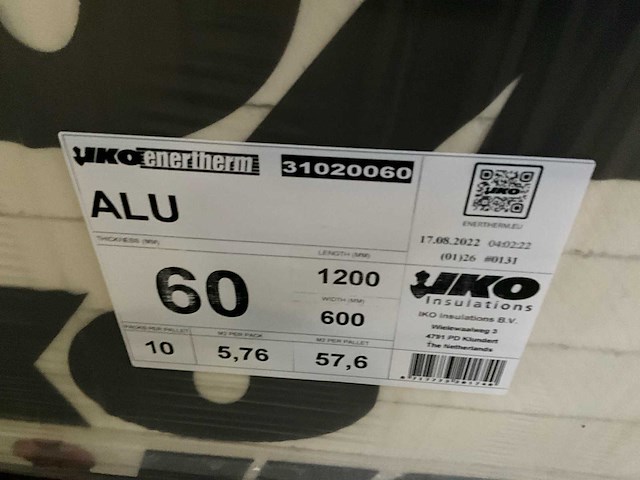 IKO enertherm 31020060
ALU
THICKNESS (MM)
60
LENGTH (MM)
1200
WIDTH (MM)
600
PACKS PER PALLET
10
M2 PER PACK
5,76
M2 PER PALLET
57,6
IKO
ENERTHERM.EU
17.08.2022 04:02:22
(01)26 #0131
IKO
Insulations
IKO Insulations B.V.
Wielewaalweg 3
4791 PD Klundert
The Netherlands